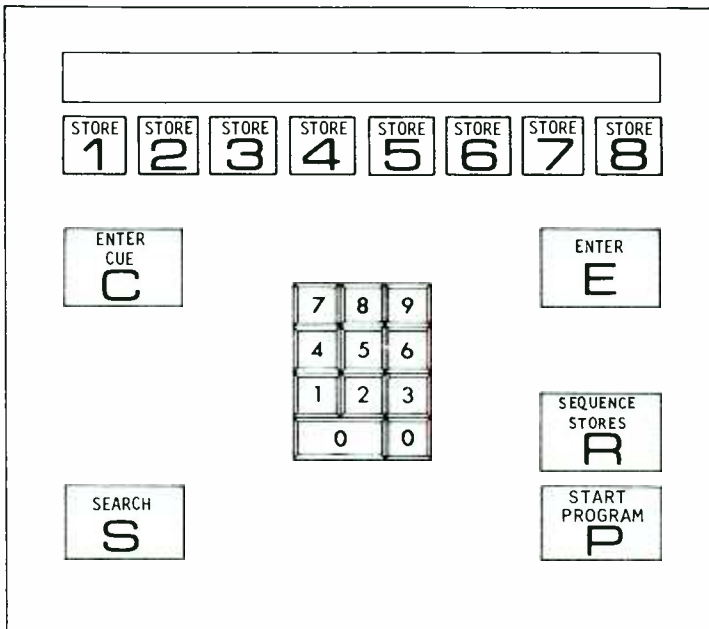 STORE STORE STORE STORE STORE STORE STORE STORE
1 2 3 4 5 6 7 8
ENTER
CUE
C
ENTER
E
7 8 9
4 5 6
1 2 3
0 0
SEQUENCE
STORES
R
SEARCH
S
START
PROGRAM
P